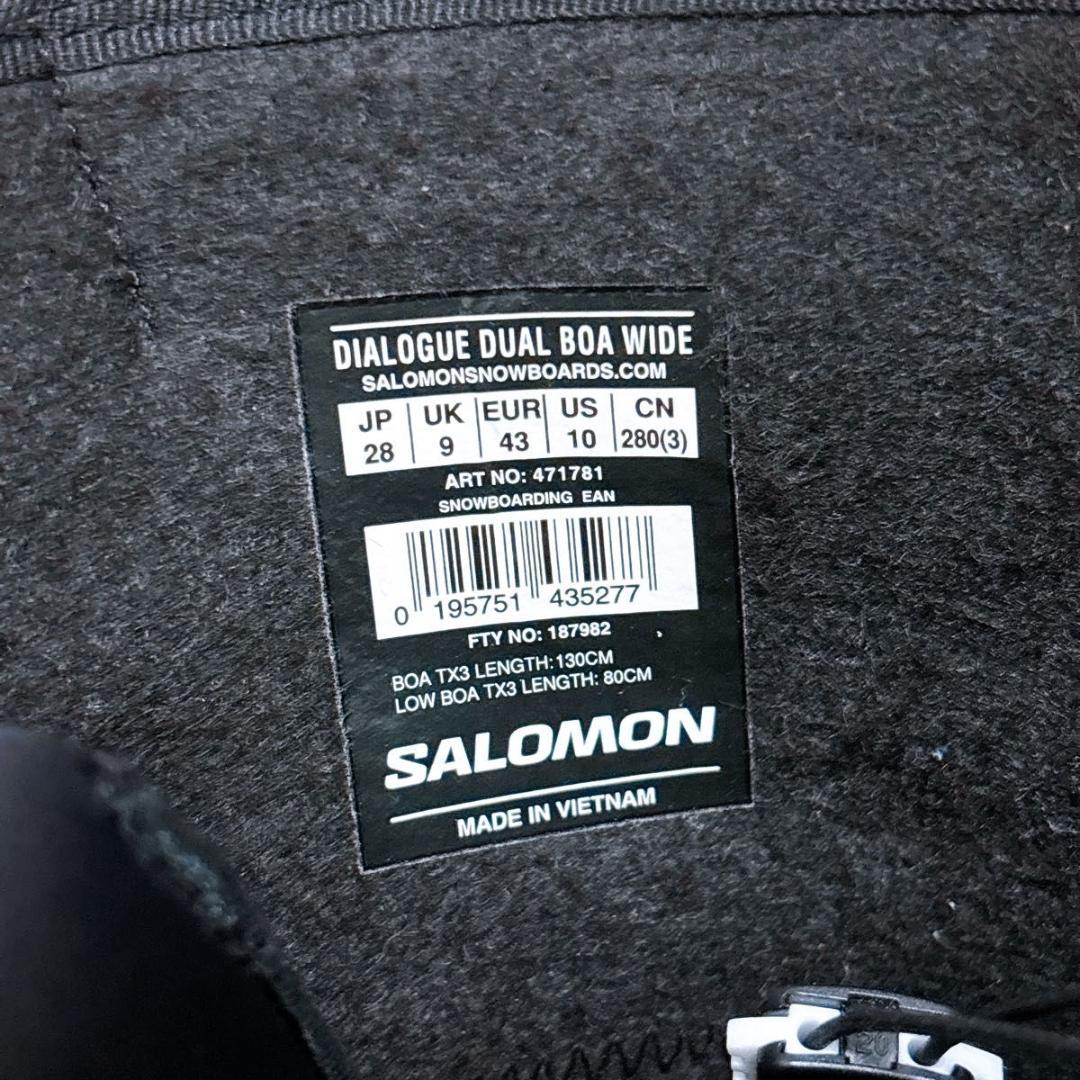 DIALOGUE DUAL BOA WIDE
SALOMONSNOWBOARDS.COM
JP UK EUR US CN
28 9 43 10 280(3)
ART NO: 471781
SNOWBOARDING EAN
0 195751 435277
FTY NO: 187982
BOA TX3 LENGTH:130CM
LOW BOA TX3 LENGTH: 80CM
SALOMON
MADE IN VIETNAM
20